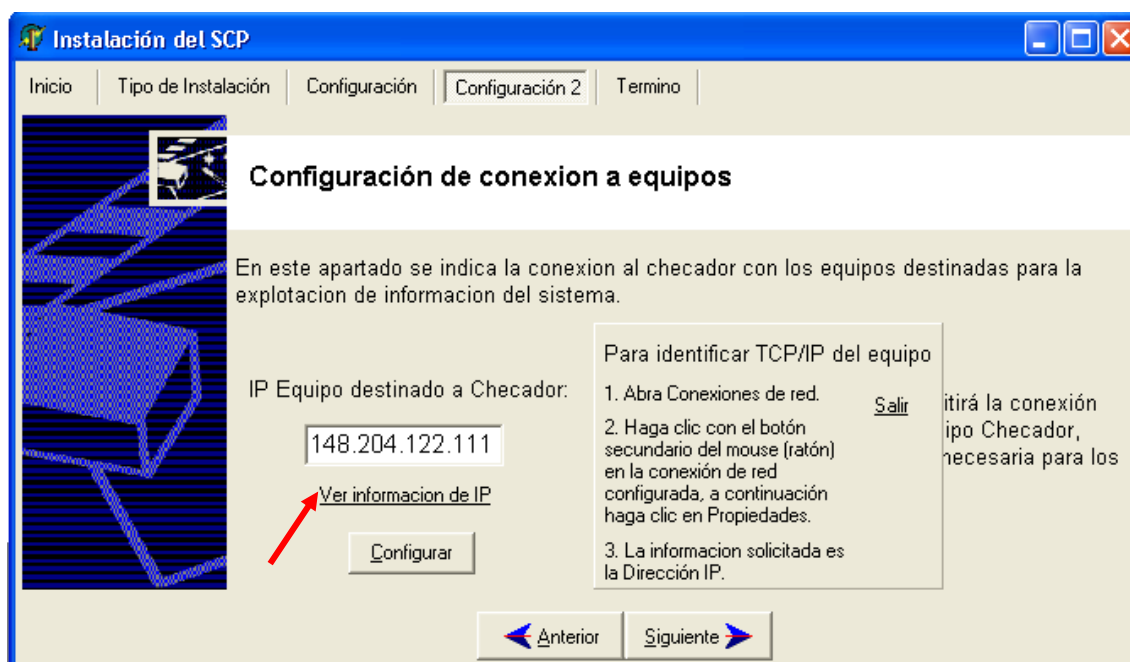 Instalación del SCP
Inicio Tipo de Instalación Configuración Configuración 2 Termino
Configuración de conexion a equipos
En este apartado se indica la conexion al checador con los equipos destinadas para la
explotacion de informacion del sistema.
IP Equipo destinado a Checador:
148.204.122.111
Ver informacion de IP
Configurar
Para identificar TCP/IP del equipo
1. Abra Conexiones de red.
Salir
2. Haga clic con el botón
secundario del mouse (ratón)
en la conexión de red
configurada, a continuación
haga clic en Propiedades.
3. La informacion solicitada es
la Dirección IP.
itirá la conexión
ipo Checador,
necesaria para los
Anterior Siguiente